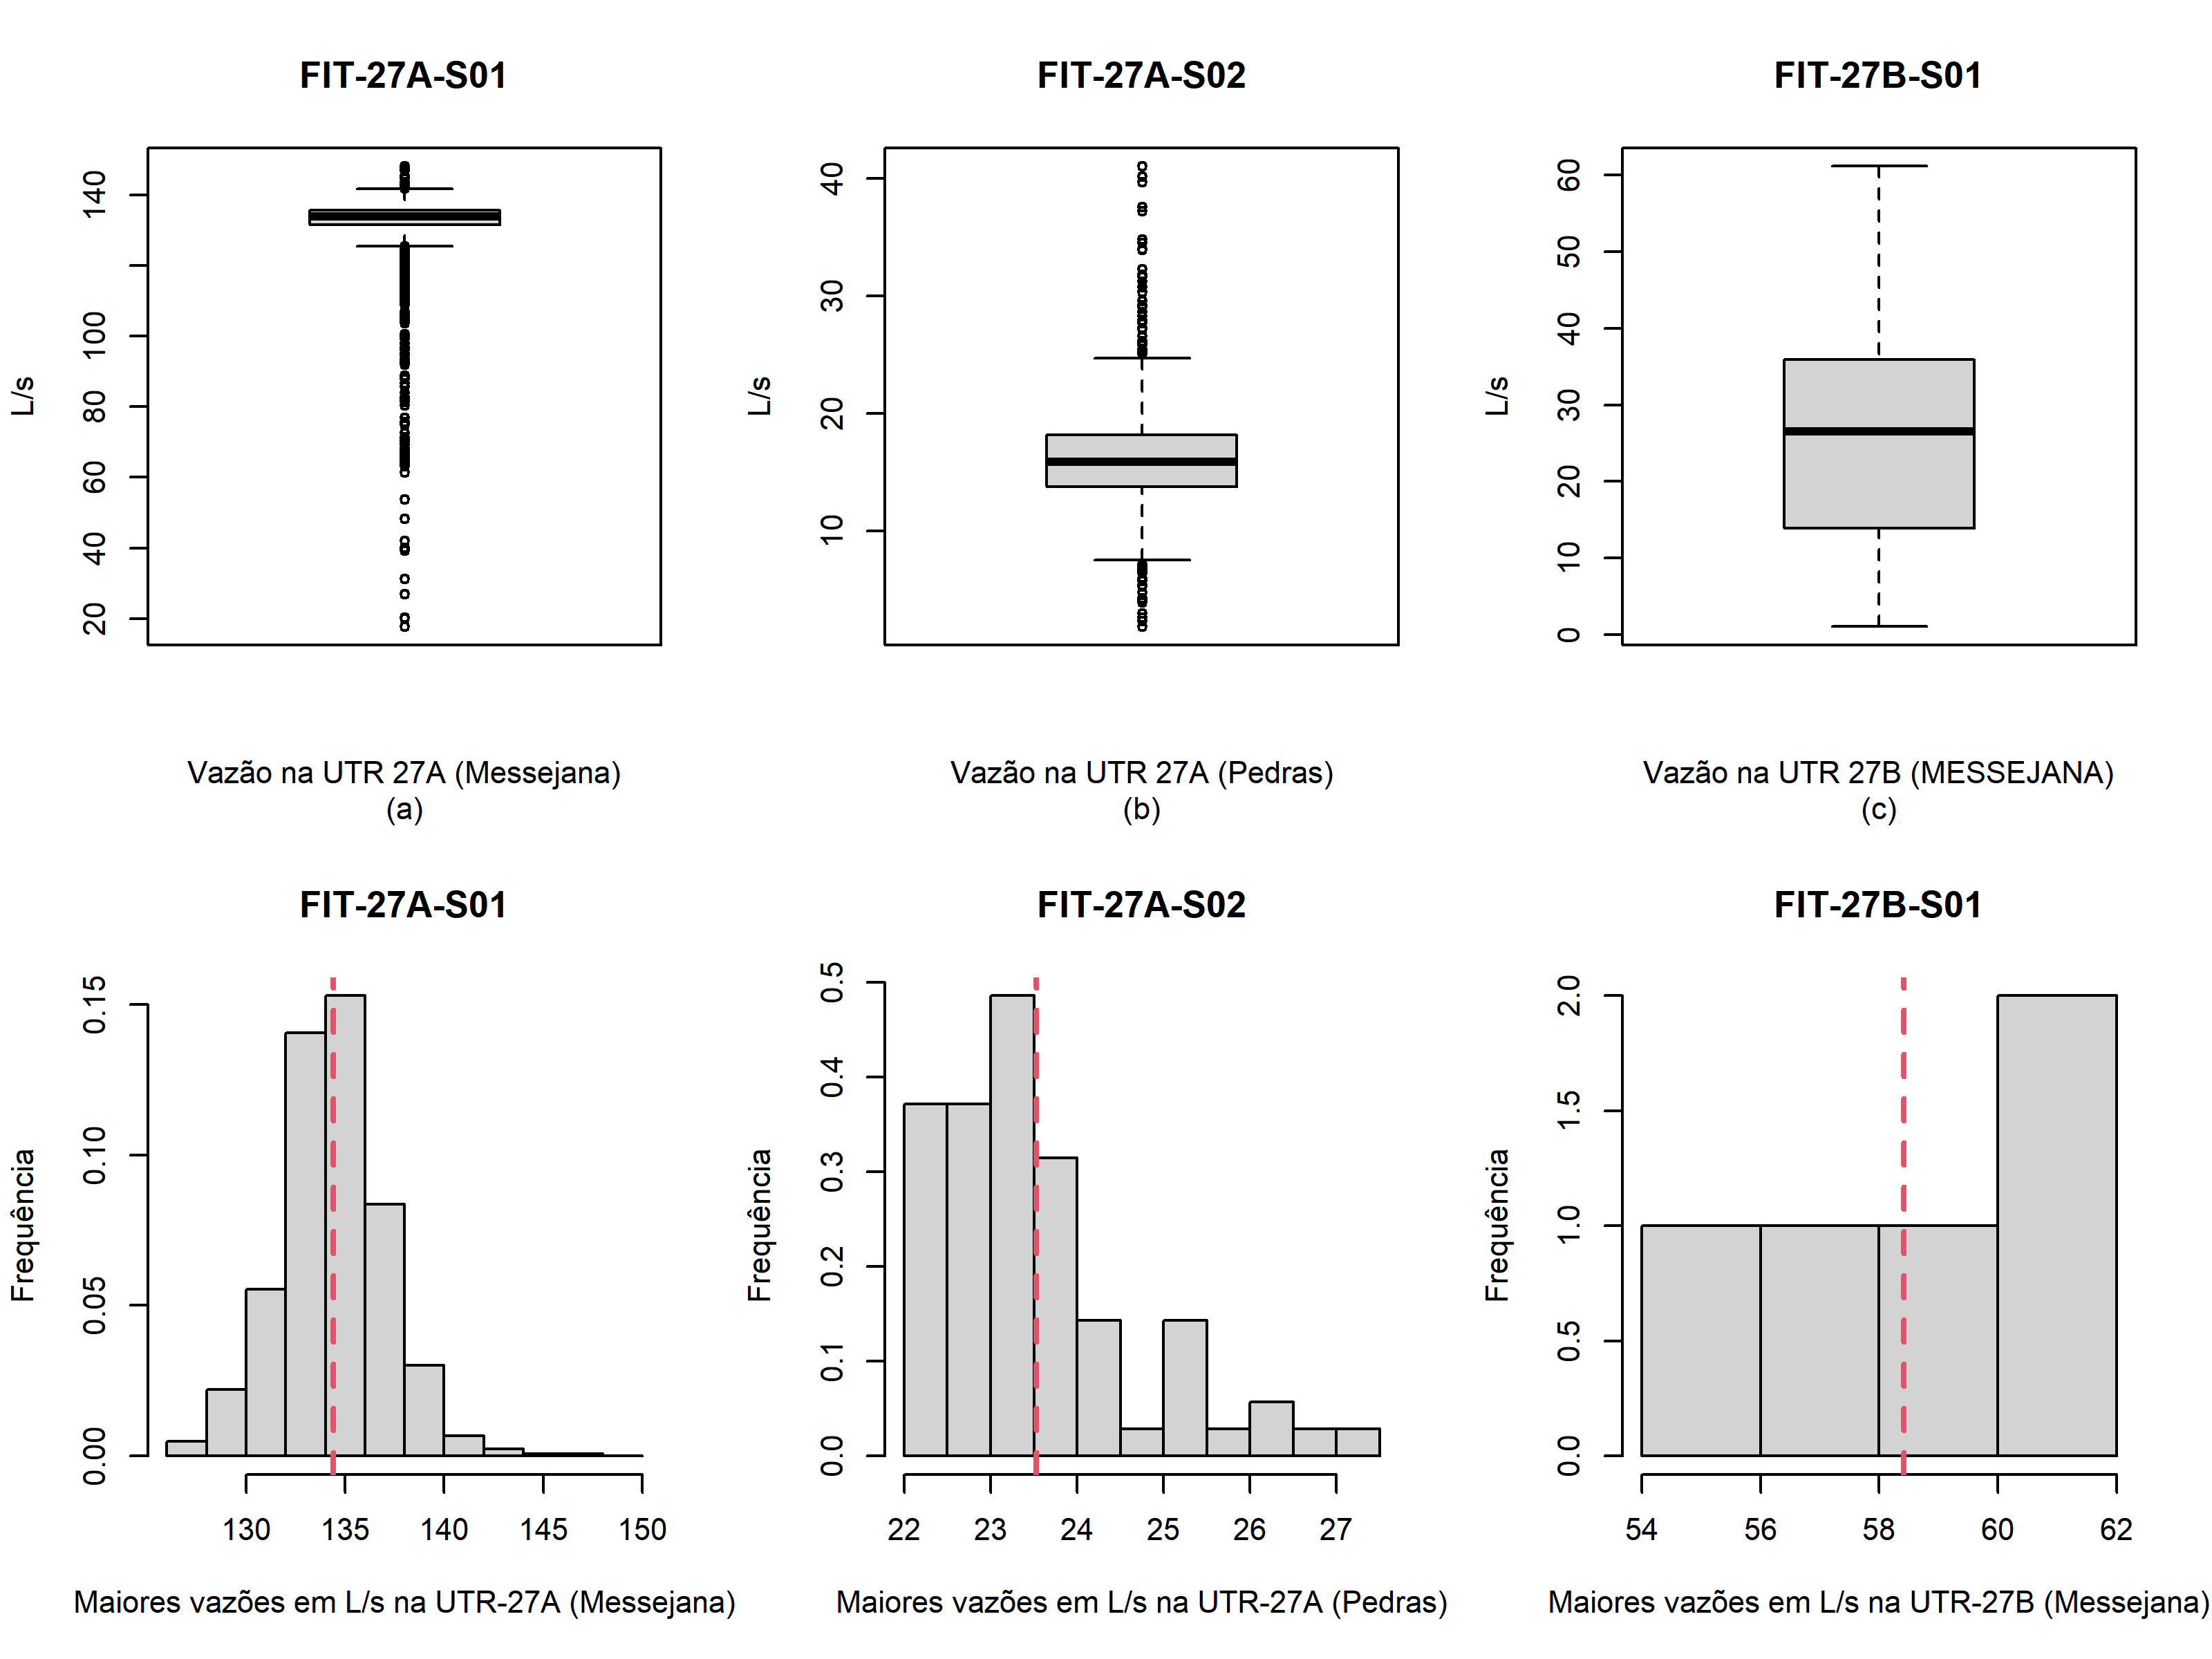 FIT-27A-S01
L/s
20
40
60
80
100
140
Vazão na UTR 27A (Messejana)
(a)
FIT-27A-S02
L/s
10
20
30
40
Vazão na UTR 27A (Pedras)
(b)
FIT-27B-S01
L/s
0
10
20
30
40
50
60
Vazão na UTR 27B (MESSEJANA)
(c)
FIT-27A-S01
Frequência
0.00
0.05
0.10
0.15
130 135 140 145 150
Maiores vazões em L/s na UTR-27A (Messejana)
FIT-27A-S02
Frequência
0.0
0.1
0.2
0.3
0.4
0.5
22 23 24 25 26 27
Maiores vazões em L/s na UTR-27A (Pedras)
FIT-27B-S01
Frequência
0.0
0.5
1.0
1.5
2.0
54 56 58 60 62
Maiores vazões em L/s na UTR-27B (Messejana)